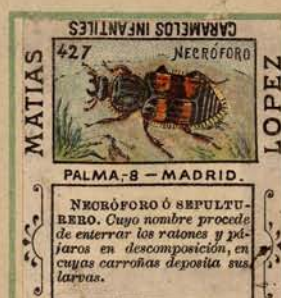 CARAMELOS INFANTILES
427 NECRÓFORO
MATIAS
LOPEZ
PALMA,-8 — MADRID.
NECRÓFORO Ó SEPULTU-
RERO. Cuyo nombre procede
de enterrar los ratones y pá-
jaros en descomposición, en
cuyas carroñas deposita sus
larvas.